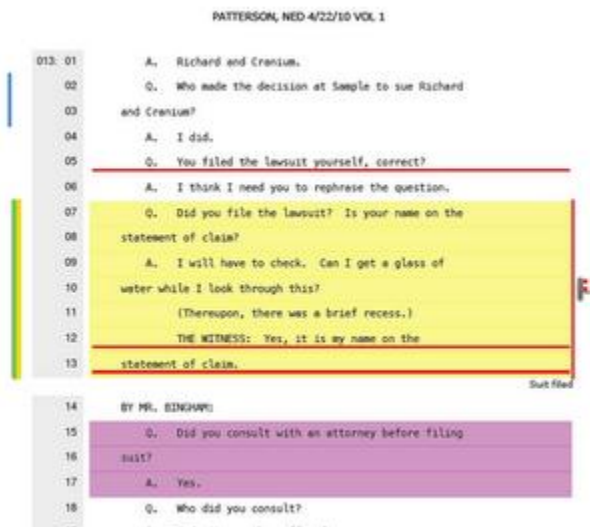 PATTERSON, NED 4/22/10 VOL 1
013: 01 A. Richard and Cranium.
02 Q. Who made the decision at Sample to sue Richard
03 and Cranium?
04 A. I did.
05 Q. You filed the lawsuit yourself, correct?
06 A. I think I need you to rephrase the question.
07 Q. Did you file the lawsuit? Is your name on the
08 statement of claim?
09 A. I will have to check. Can I get a glass of
10 water while I look through this?
11 (Thereupon, there was a brief recess.)
12 THE WITNESS: Yes, it is my name on the
13 statement of claim.
Suit filed
14 BY MR. BINGHAM:
15 Q. Did you consult with an attorney before filing
16 suit?
17 A. Yes.
18 Q. Who did you consult?